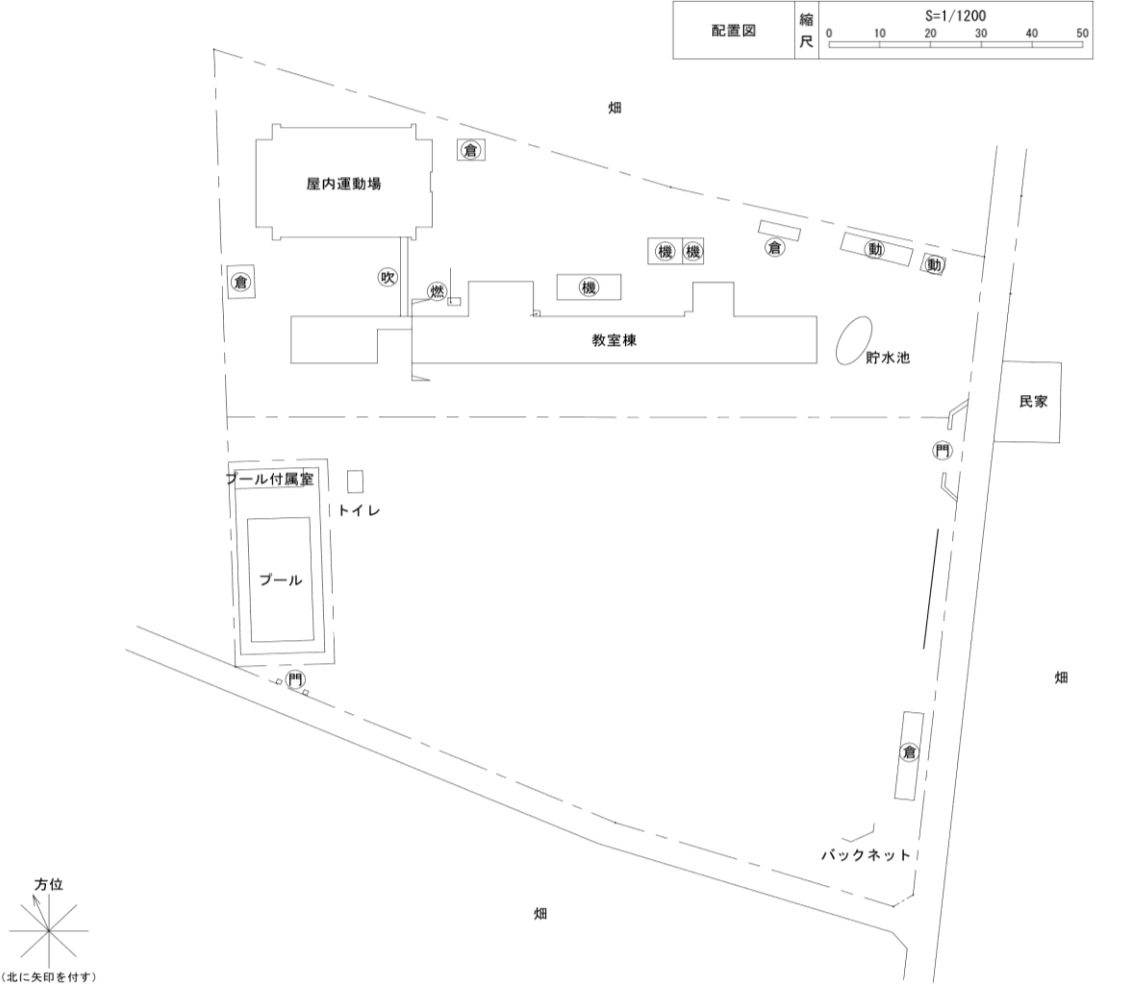 配置図
縮尺
S=1/1200
0 10 20 30 40 50
畑
倉
屋内運動場
機 機
倉
動
動
倉
吹
燃
機
教室棟
貯水池
民家
門
プール付属室
トイレ
プール
門
畑
倉
バックネット
方位
畑
(北に矢印を付す)